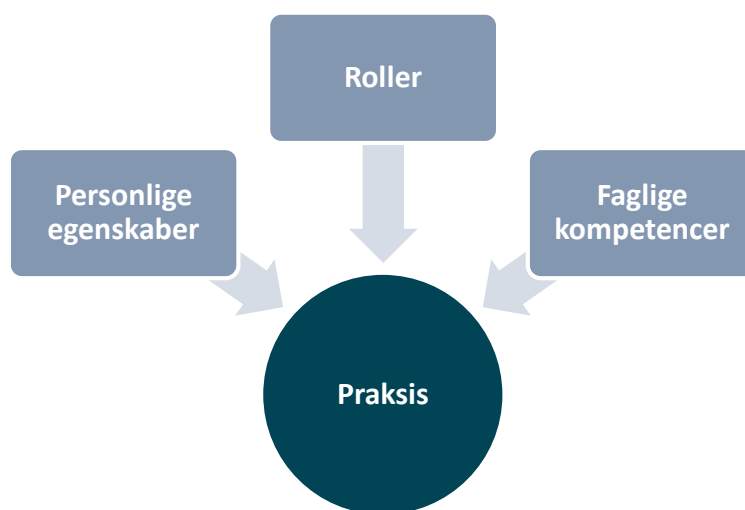 Roller
Personlige
egenskaber
Faglige
kompetencer
Praksis